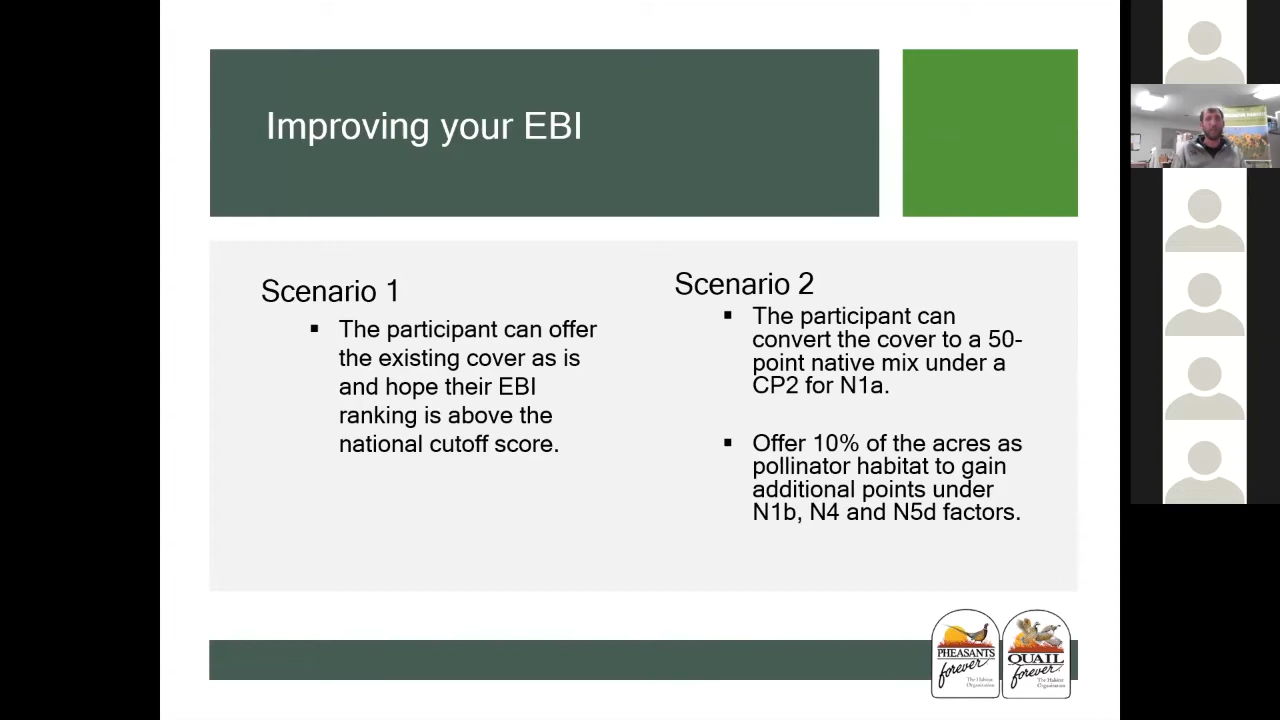 Improving your EBI
Scenario 1
▪ The participant can offer
the existing cover as is
and hope their EBI
ranking is above the
national cutoff score.
Scenario 2
▪ The participant can
convert the cover to a 50-
point native mix under a
CP2 for N1a.
▪ Offer 10% of the acres as
pollinator habitat to gain
additional points under
N1b, N4 and N5d factors.
PHEASANTS
forever
The Habitat
Organization
QUAIL
forever
The Habitat
Organization